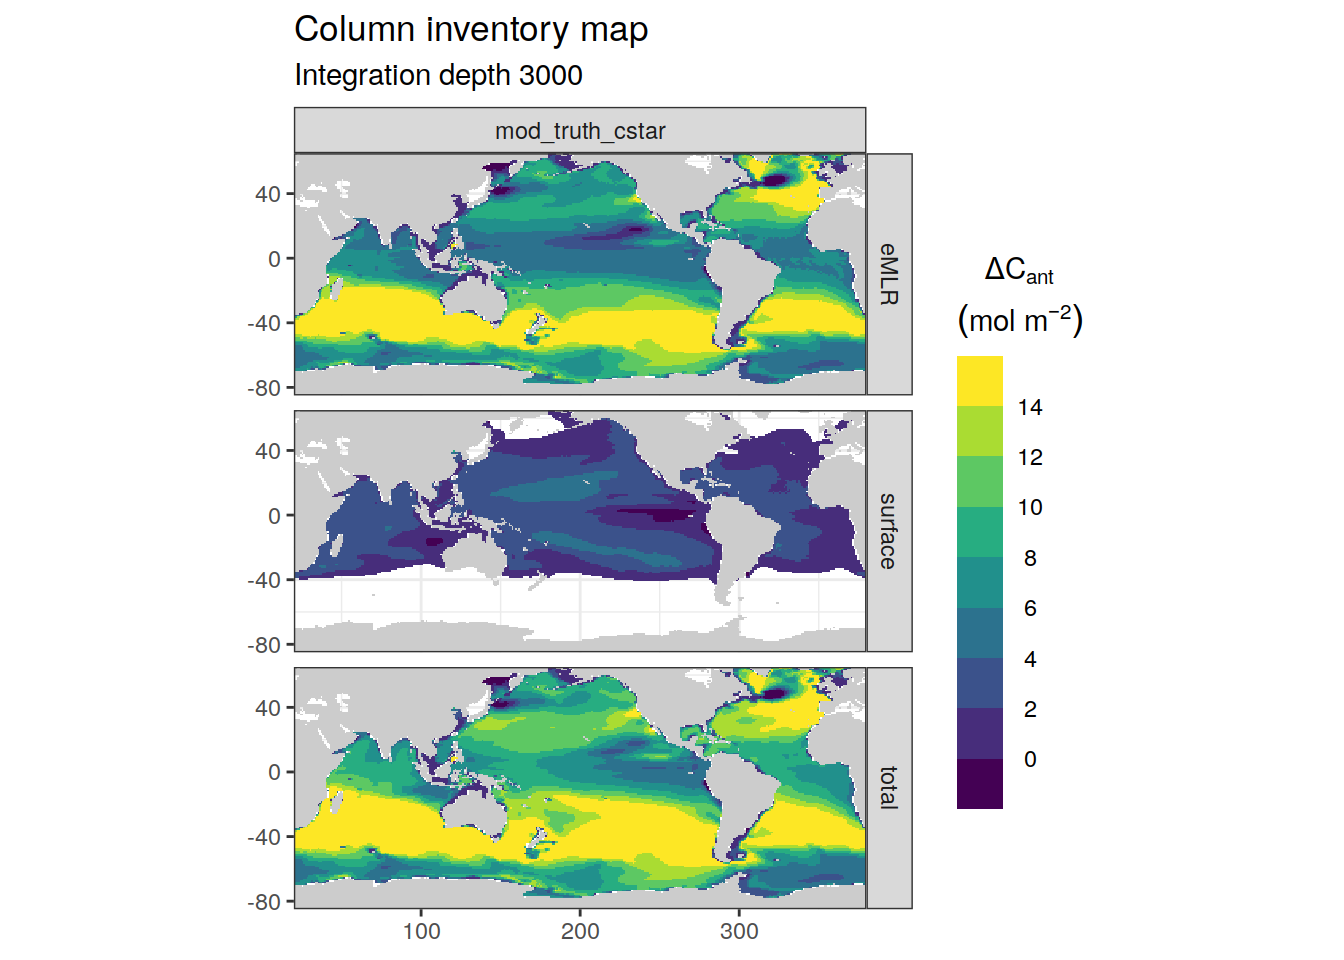 Column inventory map
Integration depth 3000
mod_truth_cstar
40
0
-40
-80
eMLR
40
0
-40
-80
surface
40
0
-40
-80
total
100 200 300
ΔCant
(mol m−2)
14
12
10
8
6
4
2
0